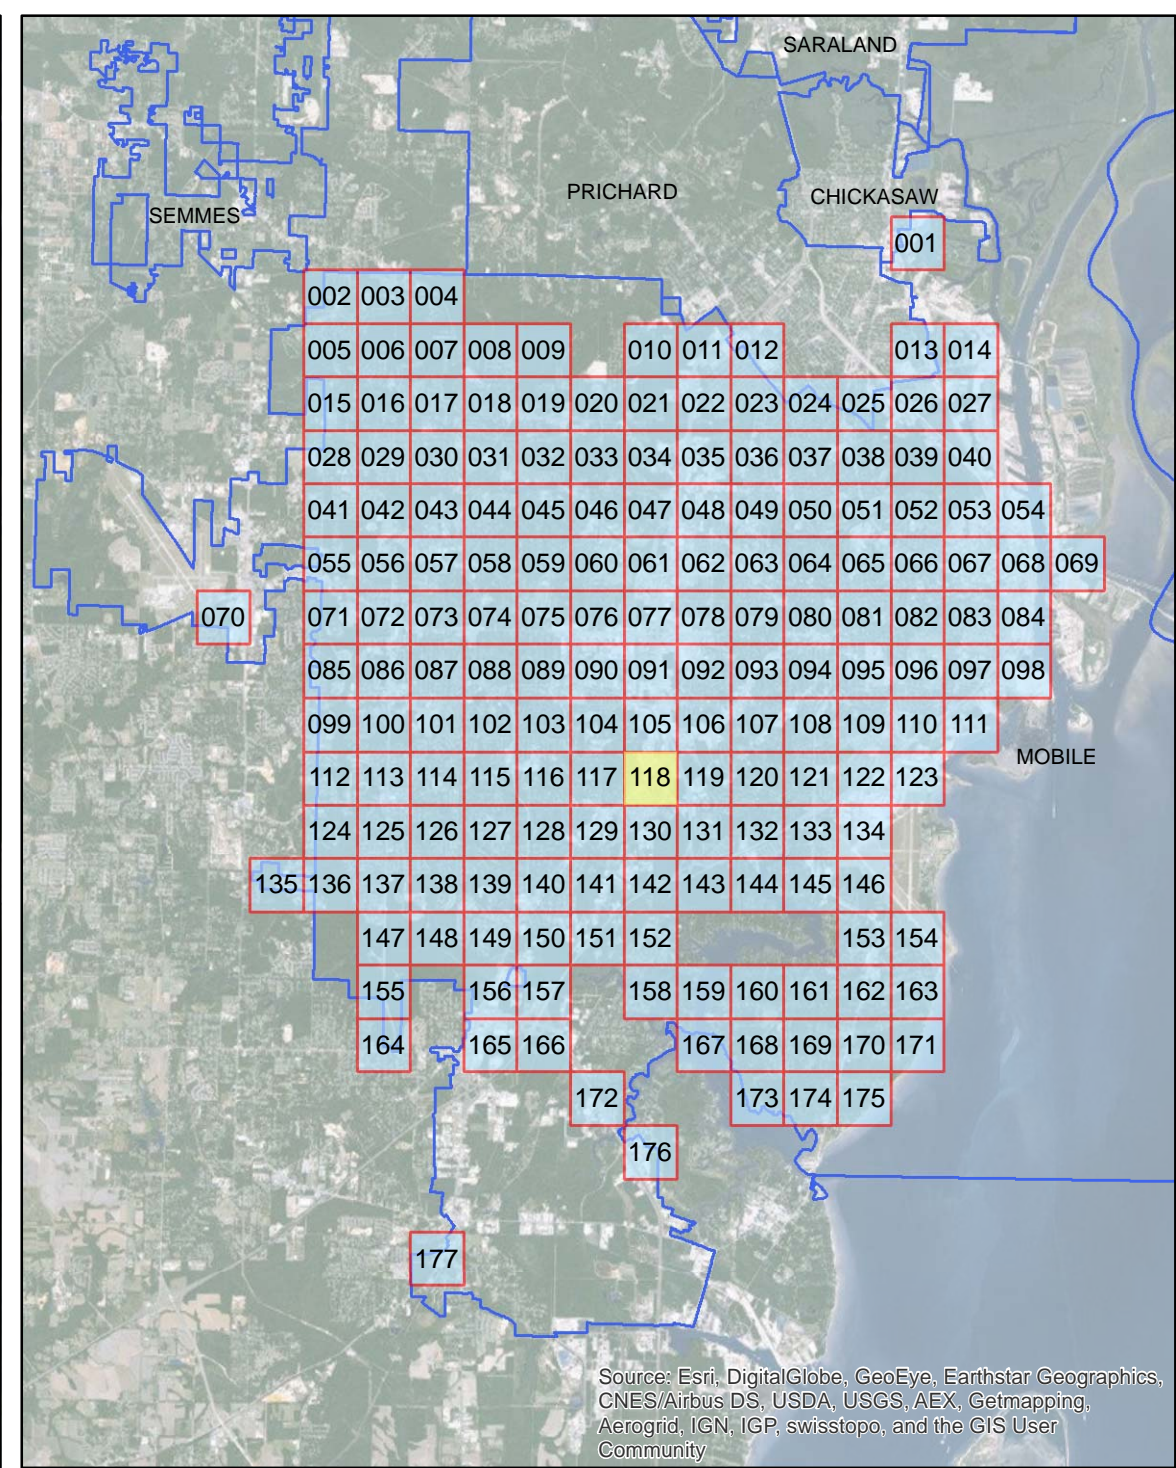 SARALAND
PRICHARD
CHICKASAW
SEMMES
001
002 003 004
005 006 007 008 009 010 011 012 013 014
015 016 017 018 019 020 021 022 023 024 025 026 027
028 029 030 031 032 033 034 035 036 037 038 039 040
041 042 043 044 045 046 047 048 049 050 051 052 053 054
055 056 057 058 059 060 061 062 063 064 065 066 067 068 069
070 071 072 073 074 075 076 077 078 079 080 081 082 083 084
085 086 087 088 089 090 091 092 093 094 095 096 097 098
099 100 101 102 103 104 105 106 107 108 109 110 111
MOBILE
112 113 114 115 116 117 118 119 120 121 122 123
124 125 126 127 128 129 130 131 132 133 134
135 136 137 138 139 140 141 142 143 144 145 146
147 148 149 150 151 152 153 154
155 156 157 158 159 160 161 162 163
164 165 166 167 168 169 170 171
172 173 174 175
176
177
Source: Esri, DigitalGlobe, GeoEye, Earthstar Geographics,
CNES/Airbus DS, USDA, USGS, AEX, Getmapping,
Aerogrid, IGN, IGP, swisstopo, and the GIS User
Community